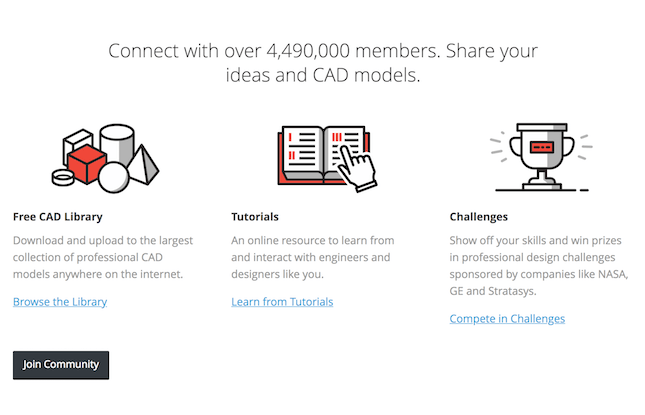 Connect with over 4,490,000 members. Share your
ideas and CAD models.
I
II
III
Free CAD Library
Download and upload to the largest
collection of professional CAD
models anywhere on the internet.
Browse the Library
Tutorials
An online resource to learn from
and interact with engineers and
designers like you.
Learn from Tutorials
Challenges
Show off your skills and win prizes
in professional design challenges
sponsored by companies like NASA,
GE and Stratasys.
Compete in Challenges
Join Community